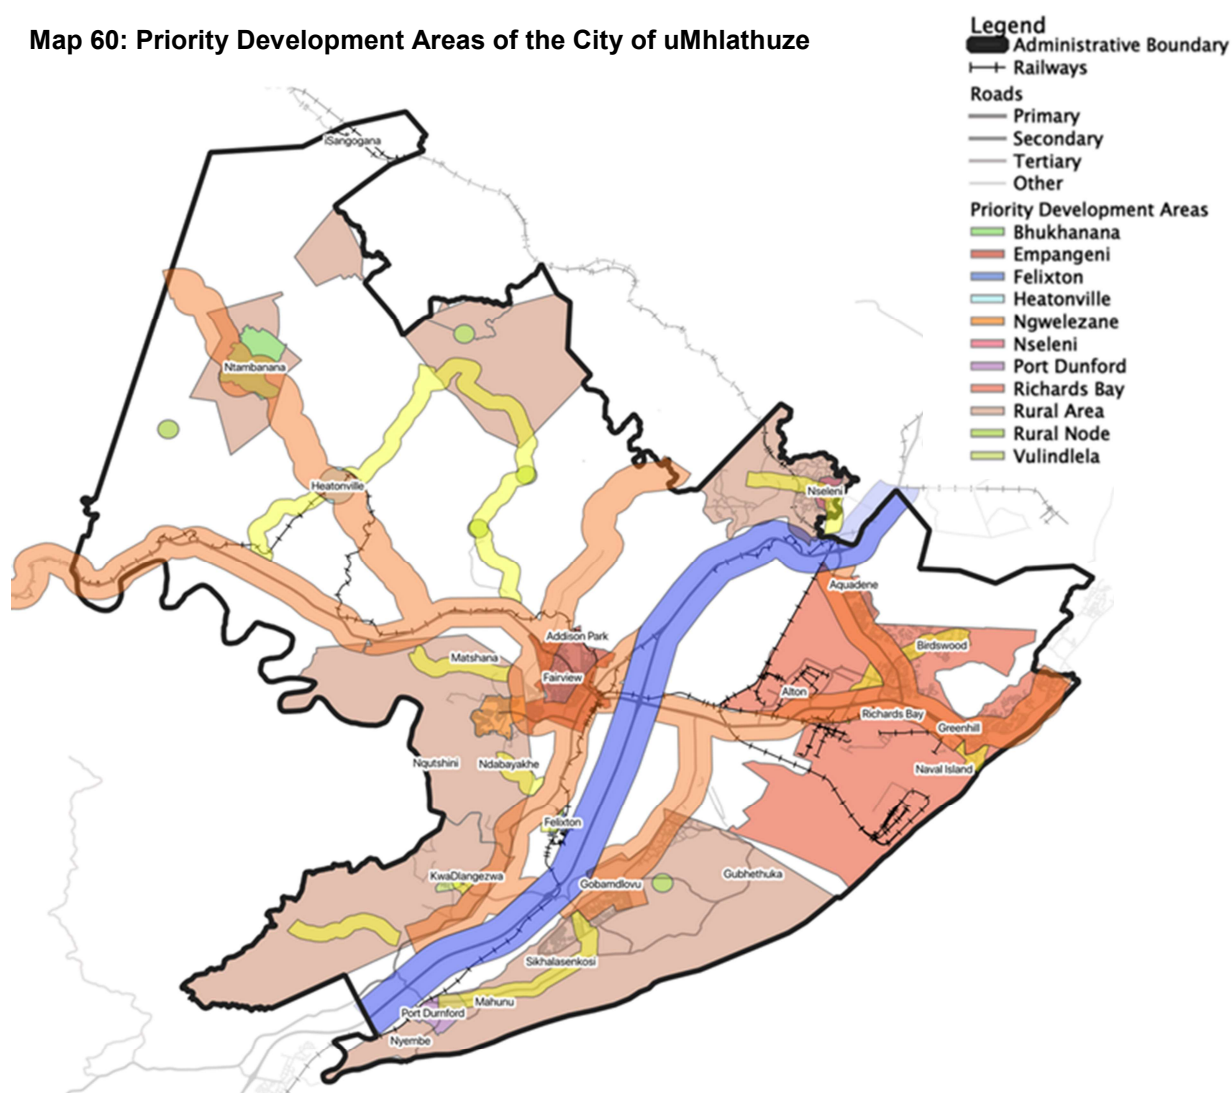 Map 60: Priority Development Areas of the City of uMhlathuze
Legend
Administrative Boundary
Railways
Roads
Primary
Secondary
Tertiary
Other
Priority Development Areas
Bhukhanana
Empangeni
Felixton
Heatonville
Ngwelezane
Nseleni
Port Dunford
Richards Bay
Rural Area
Rural Node
Vulindlela
iSangogana
Ntambanana
Heatonville
Nseleni
Aquadene
Addison Park
Birdswood
Matshana
Fairview
Alton
Richards Bay
Greenhill
Nqutshini
Ndabayakhe
Naval Island
Felixton
KwaDlangezwa
Gobamdlovu
Gubhethuka
Sikhalasenkosi
Mahunu
Port Durnford
Nyembe